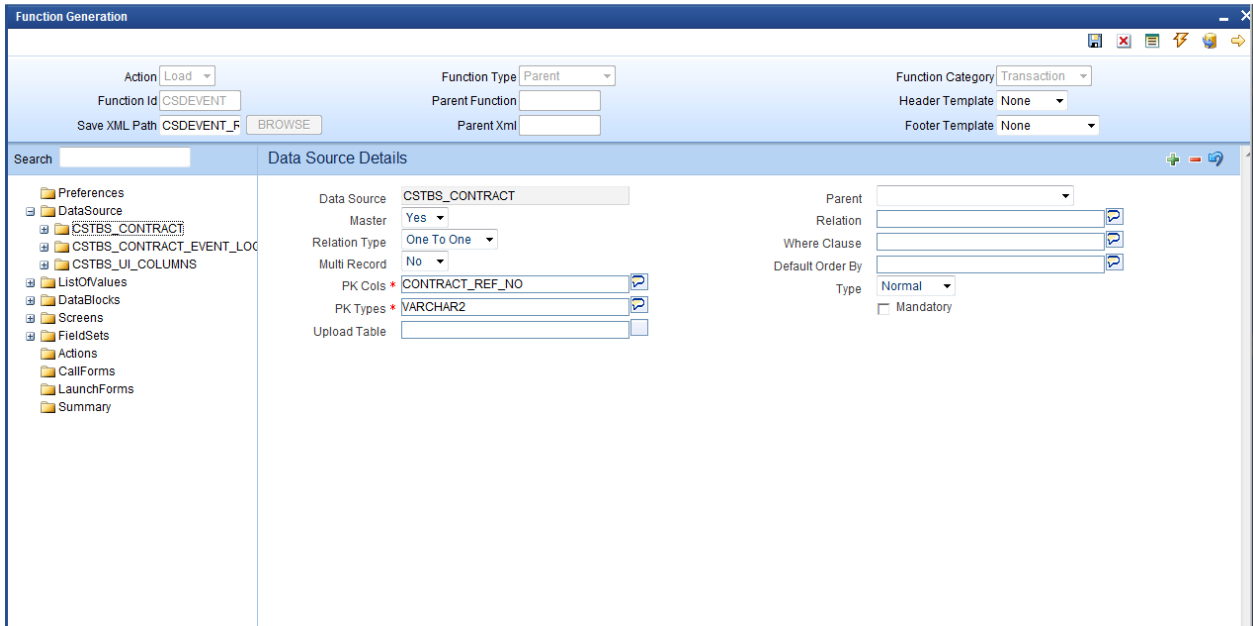 Function Generation
Action Load Function Type Parent Function Category Transaction
Function Id CSDEVENT Parent Function Header Template None
Save XML Path CSDEVENT_F BROWSE Parent Xml Footer Template None
Search Data Source Details
Preferences
DataSource
CSTBS_CONTRACT
CSTBS_CONTRACT_EVENT_LOG
CSTBS_UI_COLUMNS
ListOfValues
DataBlocks
Screens
FieldSets
Actions
CallForms
LaunchForms
Summary
Data Source CSTBS_CONTRACT Parent
Master Yes Relation
Relation Type One To One Where Clause
Multi Record No Default Order By
PK Cols * CONTRACT_REF_NO Type Normal
PK Types * VARCHAR2 Mandatory
Upload Table